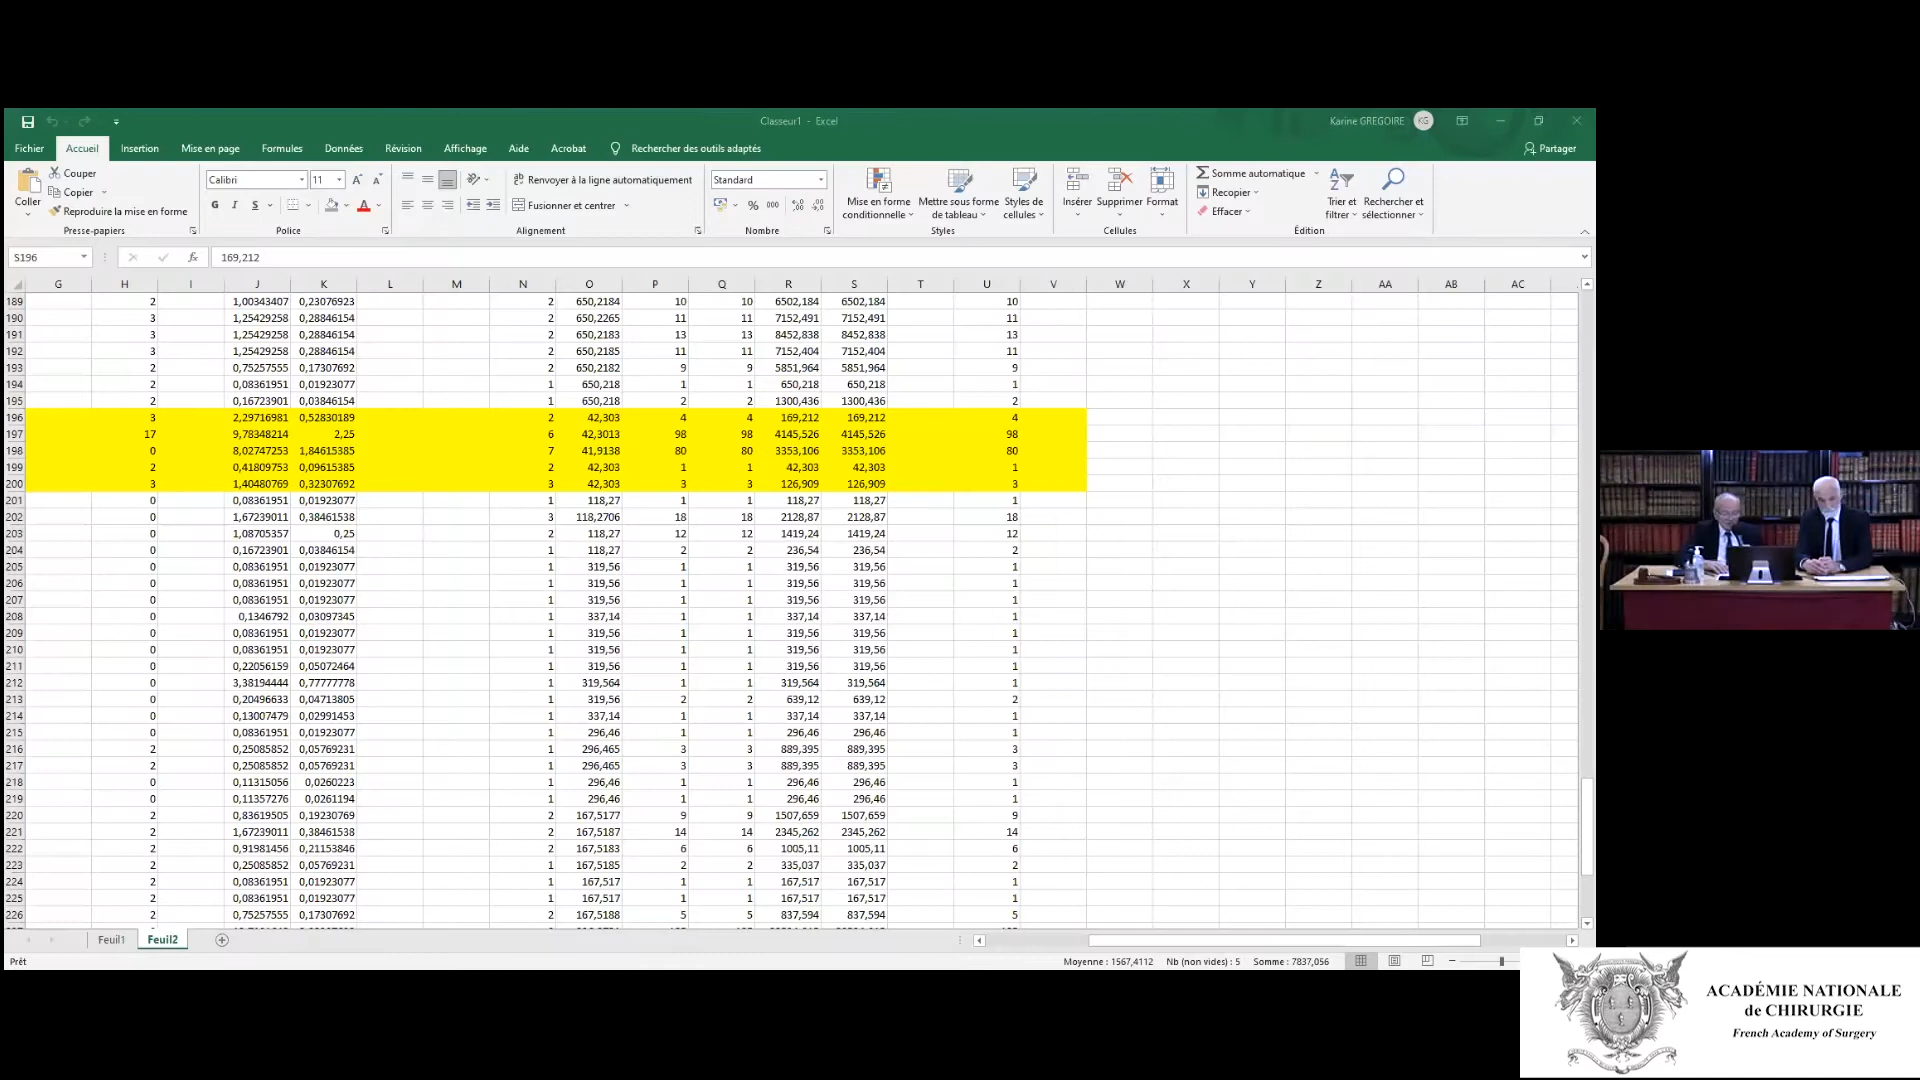 Classeur1 - Excel
Karine GREGOIRE KG
Fichier Accueil Insertion Mise en page Formules Données Révision Affichage Aide Acrobat Rechercher des outils adaptés Partager
Couper
Copier
Reproduire la mise en forme
Coller
Presse-papiers
Calibri 11
G I S
Police
Renvoyer à la ligne automatiquement
Fusionner et centrer
Alignement
Standard
% 000
Nombre
Mise en forme conditionnelle
Mettre sous forme de tableau
Styles de cellules
Styles
Insérer Supprimer Format
Cellules
Somme automatique
Recopier
Effacer
Trier et filtrer
Rechercher et sélectionner
Édition
S196 fx 169,212
G H I J K L M N O P Q R S T U V W X Y Z AA AB AC
189 2 1,00343407 0,23076923 2 650,2184 10 10 6502,184 6502,184 10
190 3 1,25429258 0,28846154 2 650,2265 11 11 7152,491 7152,491 11
191 3 1,25429258 0,28846154 2 650,2183 13 13 8452,838 8452,838 13
192 3 1,25429258 0,28846154 2 650,2185 11 11 7152,404 7152,404 11
193 2 0,75257555 0,17307692 2 650,2182 9 9 5851,964 5851,964 9
194 2 0,08361951 0,01923077 1 650,218 1 1 650,218 650,218 1
195 2 0,16723901 0,03846154 1 650,218 2 2 1300,436 1300,436 2
196 3 2,29716981 0,52830189 2 42,303 4 4 169,212 169,212 4
197 17 9,78348214 2,25 6 42,3013 98 98 4145,526 4145,526 98
198 0 8,02747253 1,84615385 7 41,9138 80 80 3353,106 3353,106 80
199 2 0,41809753 0,09615385 2 42,303 1 1 42,303 42,303 1
200 3 1,40480769 0,32307692 3 42,303 3 3 126,909 126,909 3
201 0 0,08361951 0,01923077 1 118,27 1 1 118,27 118,27 1
202 0 1,67239011 0,38461538 3 118,2706 18 18 2128,87 2128,87 18
203 0 1,08705357 0,25 2 118,27 12 12 1419,24 1419,24 12
204 0 0,16723901 0,03846154 1 118,27 2 2 236,54 236,54 2
205 0 0,08361951 0,01923077 1 319,56 1 1 319,56 319,56 1
206 0 0,08361951 0,01923077 1 319,56 1 1 319,56 319,56 1
207 0 0,08361951 0,01923077 1 319,56 1 1 319,56 319,56 1
208 0 0,1346792 0,03097345 1 337,14 1 1 337,14 337,14 1
209 0 0,08361951 0,01923077 1 319,56 1 1 319,56 319,56 1
210 0 0,08361951 0,01923077 1 319,56 1 1 319,56 319,56 1
211 0 0,22056159 0,05072464 1 319,56 1 1 319,56 319,56 1
212 0 3,38194444 0,77777778 1 319,564 1 1 319,564 319,564 1
213 0 0,20496633 0,04713805 1 319,56 2 2 639,12 639,12 2
214 0 0,13007479 0,02991453 1 337,14 1 1 337,14 337,14 1
215 0 0,08361951 0,01923077 1 296,46 1 1 296,46 296,46 1
216 2 0,25085852 0,05769231 1 296,465 3 3 889,395 889,395 3
217 2 0,25085852 0,05769231 1 296,465 3 3 889,395 889,395 3
218 0 0,11315056 0,0260223 1 296,46 1 1 296,46 296,46 1
219 0 0,11357276 0,0261194 1 296,46 1 1 296,46 296,46 1
220 2 0,83619505 0,19230769 2 167,5177 9 9 1507,659 1507,659 9
221 2 1,67239011 0,38461538 2 167,5187 14 14 2345,262 2345,262 14
222 2 0,91981456 0,21153846 2 167,5183 6 6 1005,11 1005,11 6
223 2 0,25085852 0,05769231 1 167,5185 2 2 335,037 335,037 2
224 2 0,08361951 0,01923077 1 167,517 1 1 167,517 167,517 1
225 2 0,08361951 0,01923077 1 167,517 1 1 167,517 167,517 1
226 2 0,75257555 0,17307692 2 167,5188 5 5 837,594 837,594 5
Feuil1 Feuil2
Prêt Moyenne : 1567,4112 Nb (non vides) : 5 Somme : 7837,056
ACADÉMIE NATIONALE
de CHIRURGIE
French Academy of Surgery